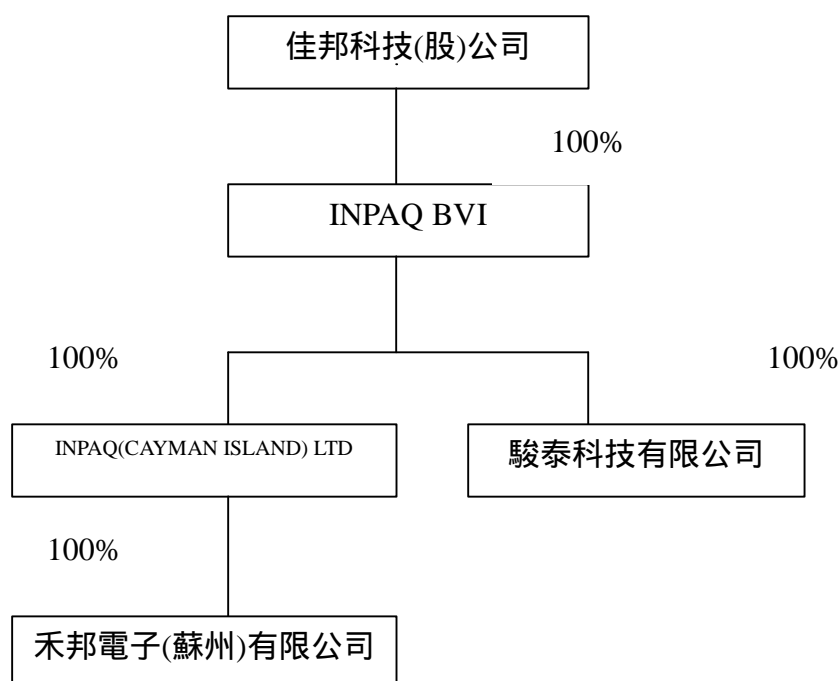 佳邦科技(股)公司
100%
INPAQ BVI
100%
100%
INPAQ(CAYMAN ISLAND) LTD
駿泰科技有限公司
100%
禾邦電子(蘇州)有限公司